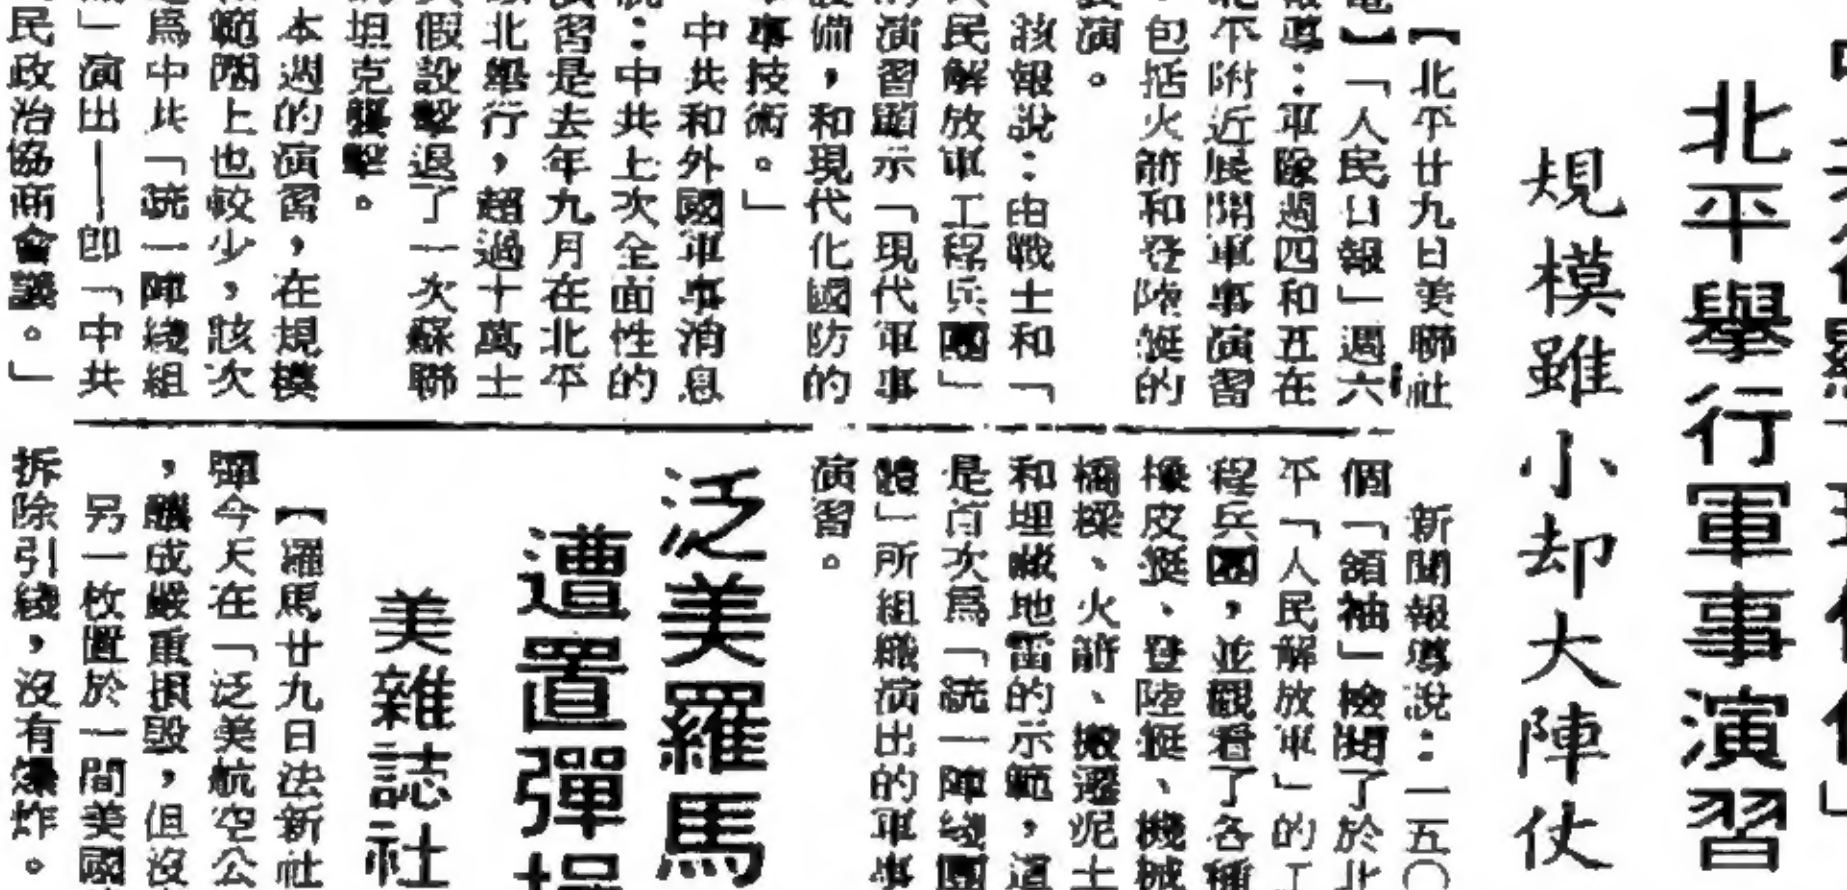 北平舉行軍事演習
規模雖小却大陣仗
【北平廿九日美聯社
電】「人民日報」週六
報導：軍隊週四和五在
北平附近展開軍事演習
包括火箭和登陸艇的
演。
該報說：由戰士和「
民解放軍工程兵團」
的演習顯示「現代軍事
設備，和現代化國防的
事技術。」
中共和外國軍事消息
：中共上次全面性的
演習是去年九月在北平
北舉行，超過十萬士
假設擊退了一次蘇聯
的坦克襲擊。
本週的演習，在規模
範圍上也較少，該次
為中共「統一陣綫組
」演出——即「中共
民政治協商會議。」
新聞報導說：一五〇
個「領袖」檢閱了於北
平「人民解放軍」的工
程兵團，並觀看了各種
橡皮艇、登陸艇、機械
橋樑、火箭、搬遷泥土
和埋藏地雷的示範，這
是首次為「統一陣綫團
體」所組織演出的軍事
演習。
泛美羅馬
遭置彈
美雜誌社
【羅馬廿九日法新社
彈今天在「泛美航空公
，釀成嚴重損毀，但沒
另一枚置於一間美國
拆除引綫，沒有爆炸。